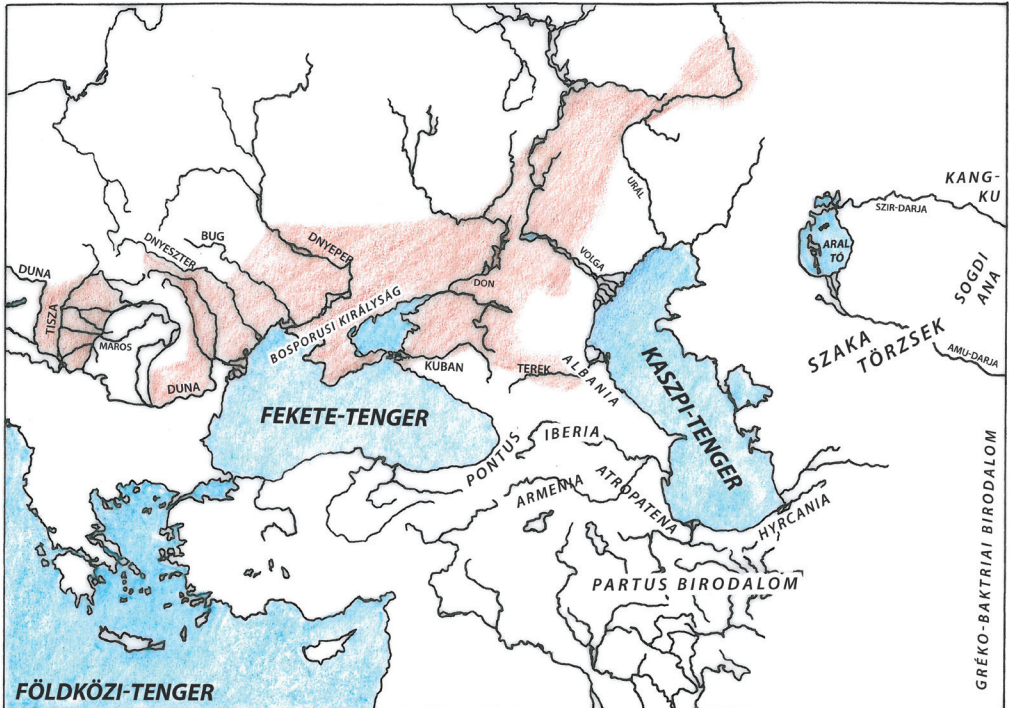 KANG-
KU
SZIR-DARJA
ARAL
TÓ
SOGDI
ANA
SZAKA
TÖRZSEK
AMU-DARJA
URAL
VOLGA
BUG
DNYESZTER
DNYEPER
DUNA
TISZA
MAROS
DUNA
DON
BOSPORUSI KIRÁLYSÁG
KUBAN
TEREK
ALBANIA
KASZPI-TENGER
FEKETE-TENGER
PONTUS
IBERIA
ARMENIA
ATROPATENA
HYRCANIA
PARTUS BIRODALOM
GRÉKO-BAKTRIAI BIRODALOM
FÖLDKÖZI-TENGER